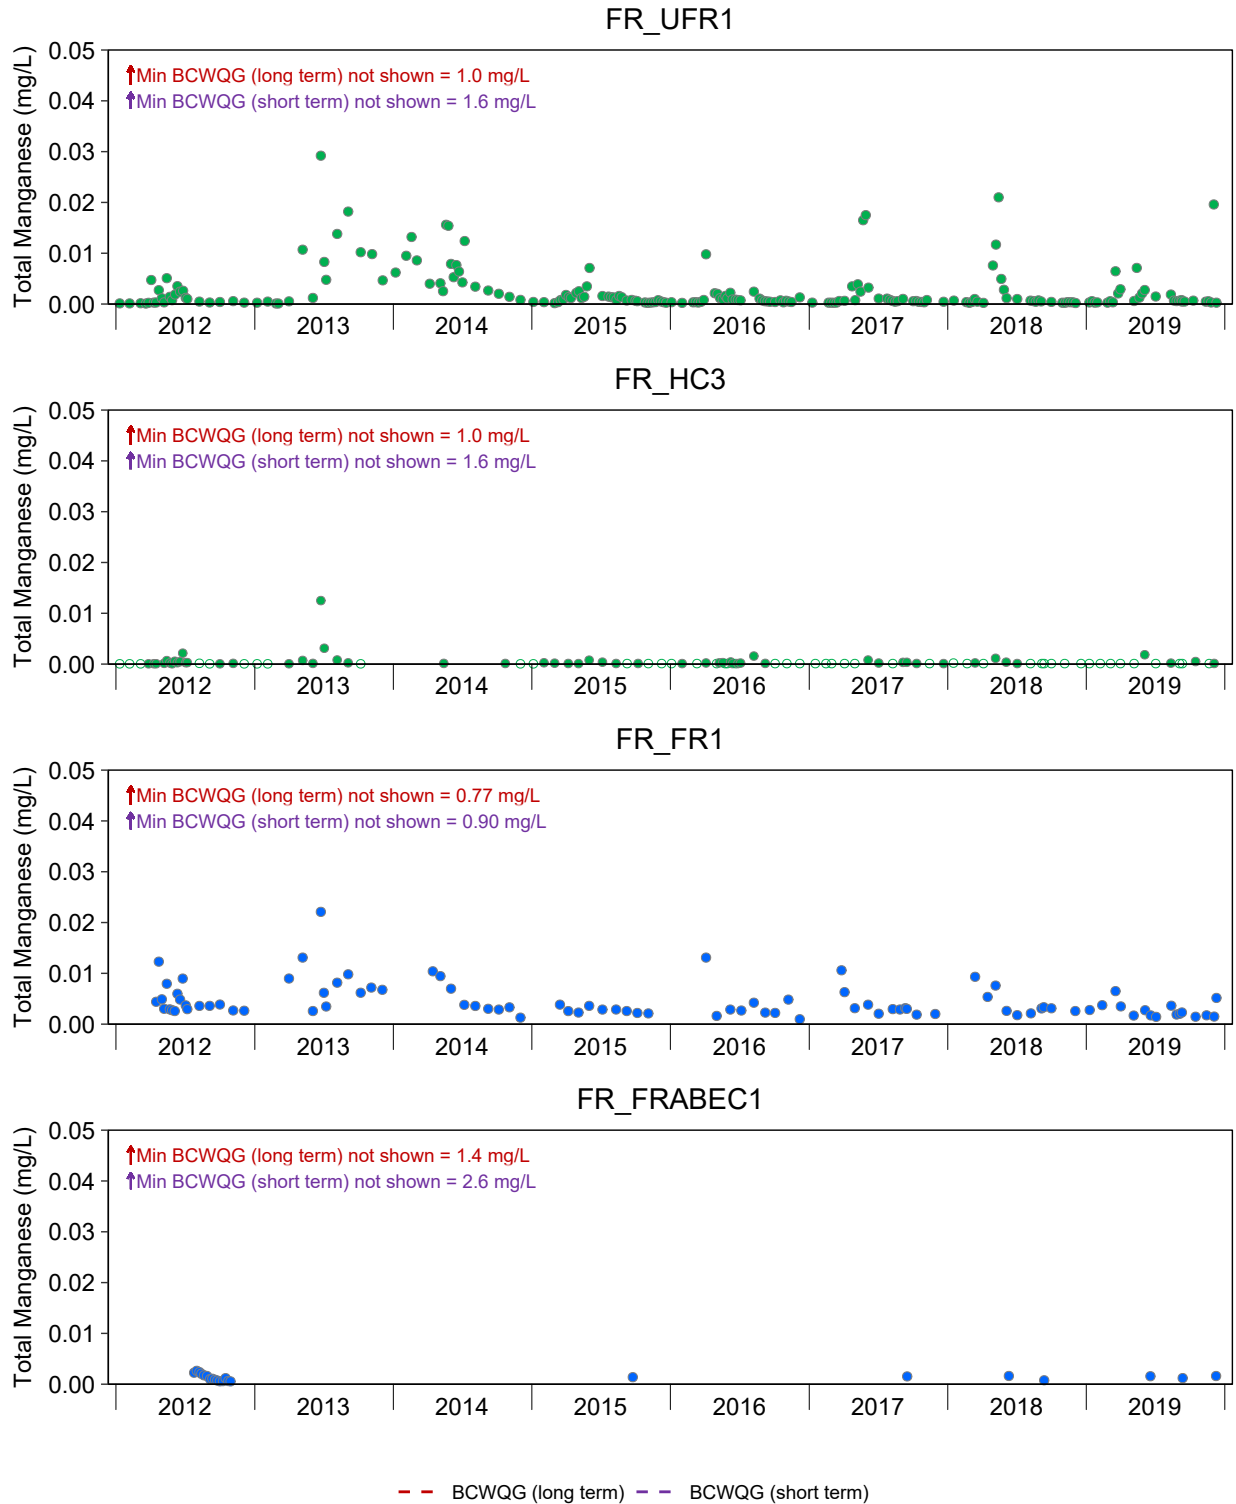 FR_UFR1
Total Manganese (mg/L)
0.05
0.04
0.03
0.02
0.01
0.00
Min BCWQG (long term) not shown = 1.0 mg/L
Min BCWQG (short term) not shown = 1.6 mg/L
2012 2013 2014 2015 2016 2017 2018 2019
FR_HC3
Total Manganese (mg/L)
0.05
0.04
0.03
0.02
0.01
0.00
Min BCWQG (long term) not shown = 1.0 mg/L
Min BCWQG (short term) not shown = 1.6 mg/L
2012 2013 2014 2015 2016 2017 2018 2019
FR_FR1
Total Manganese (mg/L)
0.05
0.04
0.03
0.02
0.01
0.00
Min BCWQG (long term) not shown = 0.77 mg/L
Min BCWQG (short term) not shown = 0.90 mg/L
2012 2013 2014 2015 2016 2017 2018 2019
FR_FRABEC1
Total Manganese (mg/L)
0.05
0.04
0.03
0.02
0.01
0.00
Min BCWQG (long term) not shown = 1.4 mg/L
Min BCWQG (short term) not shown = 2.6 mg/L
2012 2013 2014 2015 2016 2017 2018 2019
BCWQG (long term) BCWQG (short term)